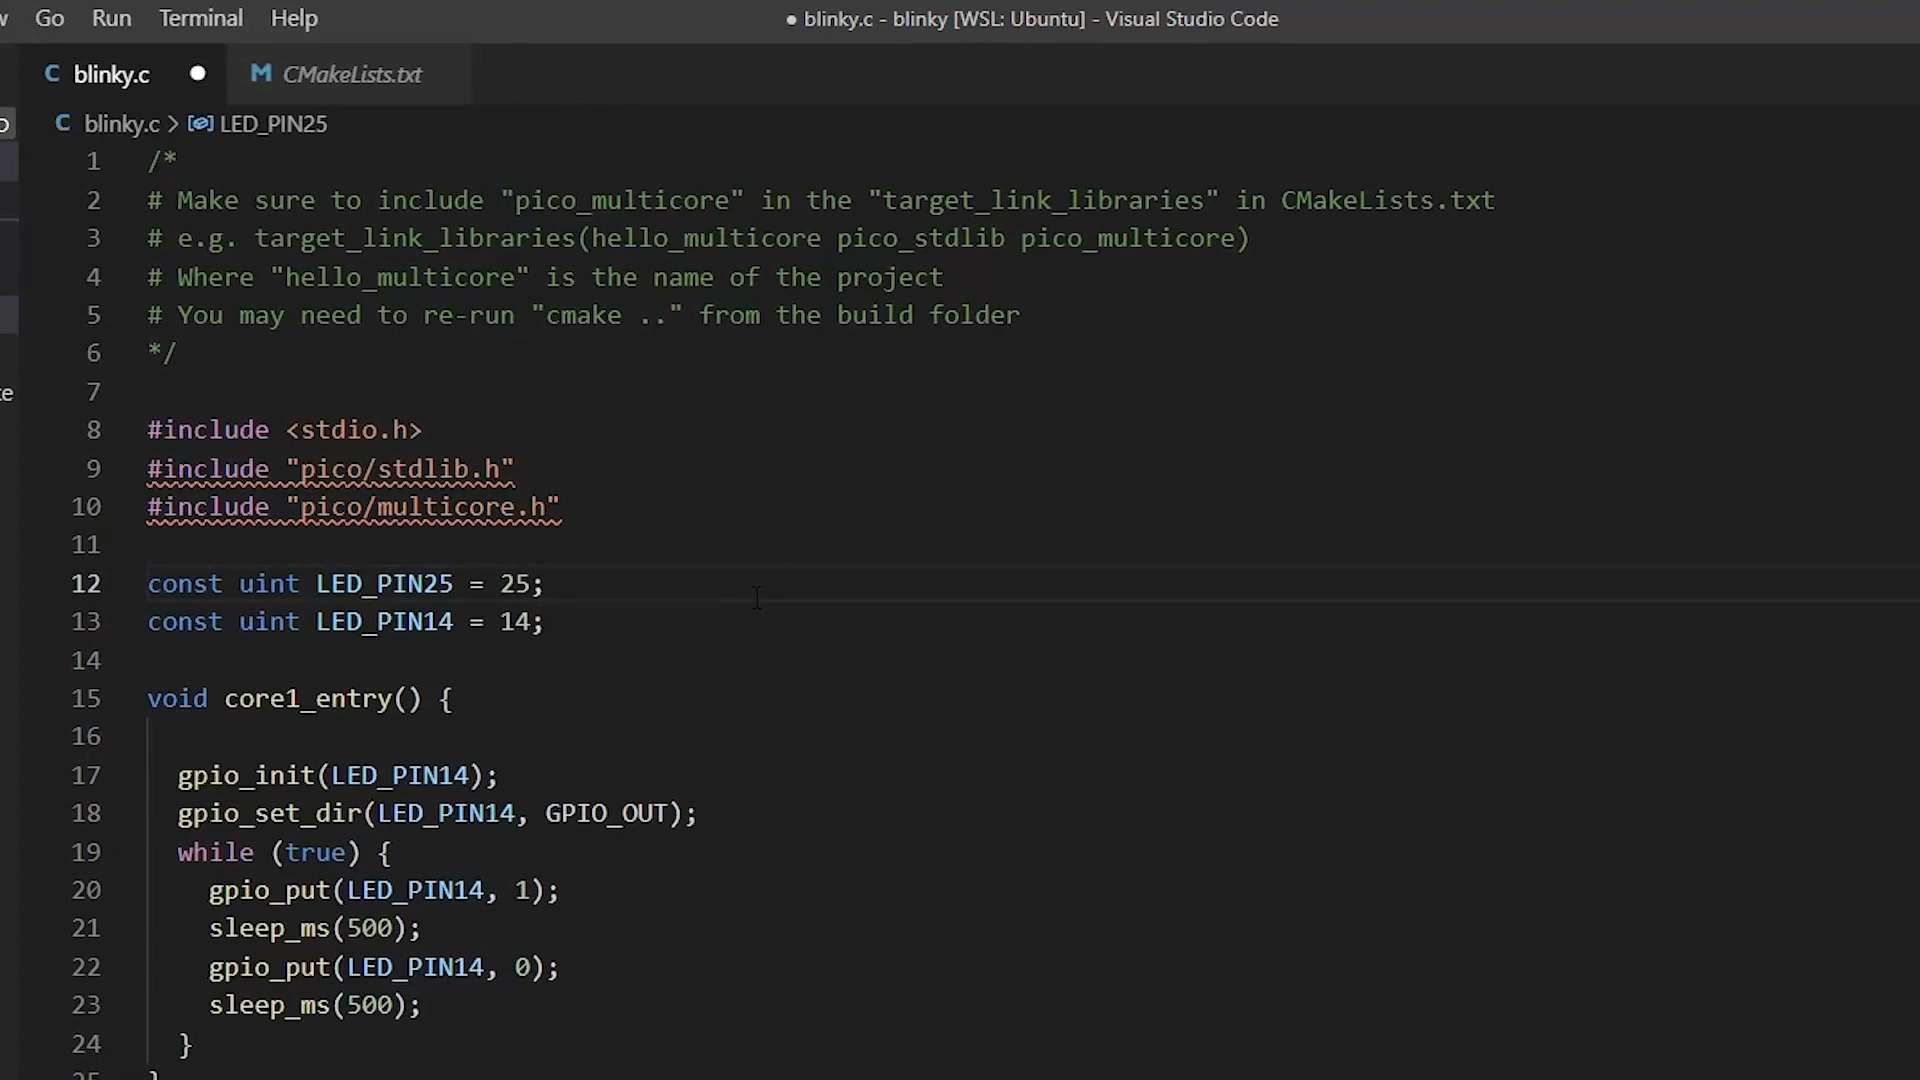 Go Run Terminal Help ● blinky.c - blinky [WSL: Ubuntu] - Visual Studio Code
C blinky.c ● M CMakeLists.txt
C blinky.c > LED_PIN25
1 /*
2 # Make sure to include "pico_multicore" in the "target_link_libraries" in CMakeLists.txt
3 # e.g. target_link_libraries(hello_multicore pico_stdlib pico_multicore)
4 # Where "hello_multicore" is the name of the project
5 # You may need to re-run "cmake .." from the build folder
6 */
7
8 #include <stdio.h>
9 #include "pico/stdlib.h"
10 #include "pico/multicore.h"
11
12 const uint LED_PIN25 = 25;
13 const uint LED_PIN14 = 14;
14
15 void core1_entry() {
16
17 gpio_init(LED_PIN14);
18 gpio_set_dir(LED_PIN14, GPIO_OUT);
19 while (true) {
20 gpio_put(LED_PIN14, 1);
21 sleep_ms(500);
22 gpio_put(LED_PIN14, 0);
23 sleep_ms(500);
24 }